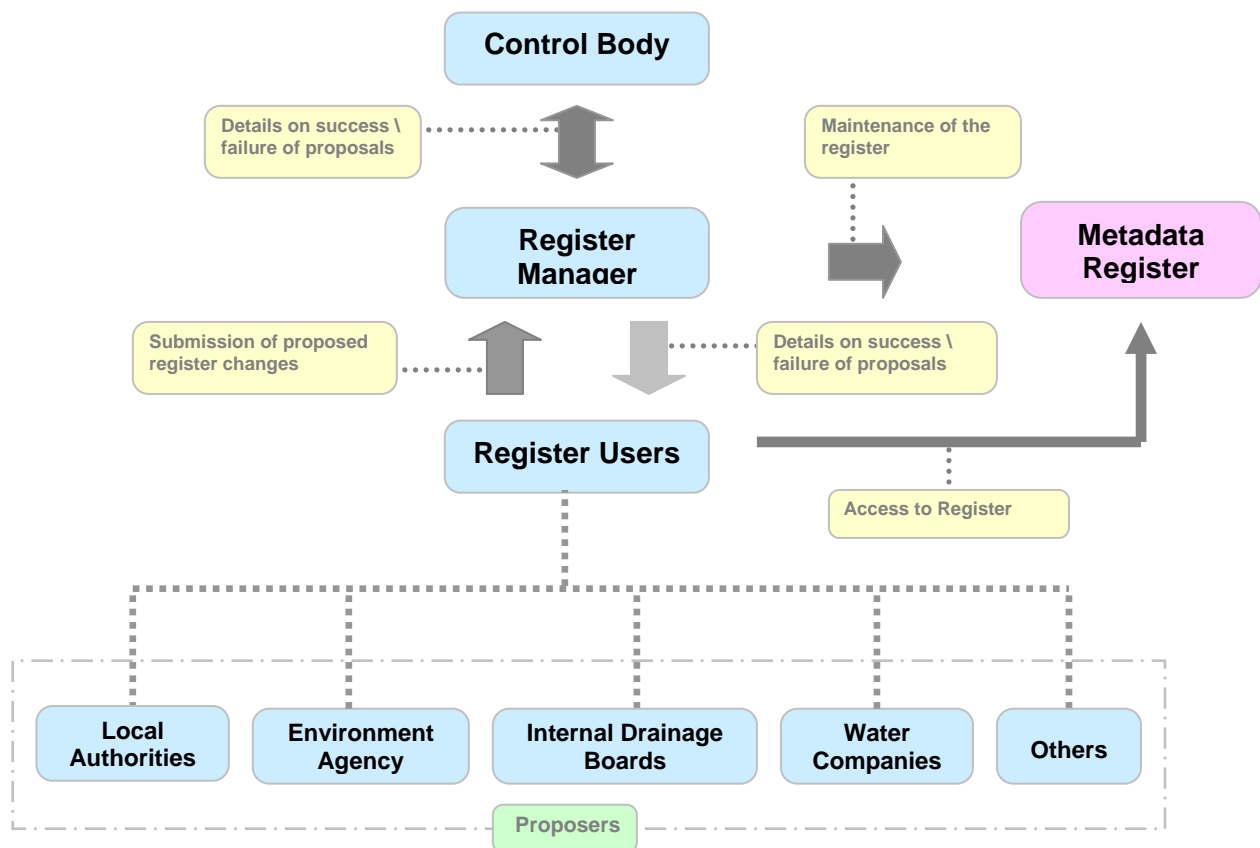 Control Body
Details on success \
failure of proposals
Maintenance of the
register
Register
Manager
Metadata
Register
Submission of proposed
register changes
Details on success \
failure of proposals
Register Users
Access to Register
Local
Authorities
Environment
Agency
Internal Drainage
Boards
Water
Companies
Others
Proposers